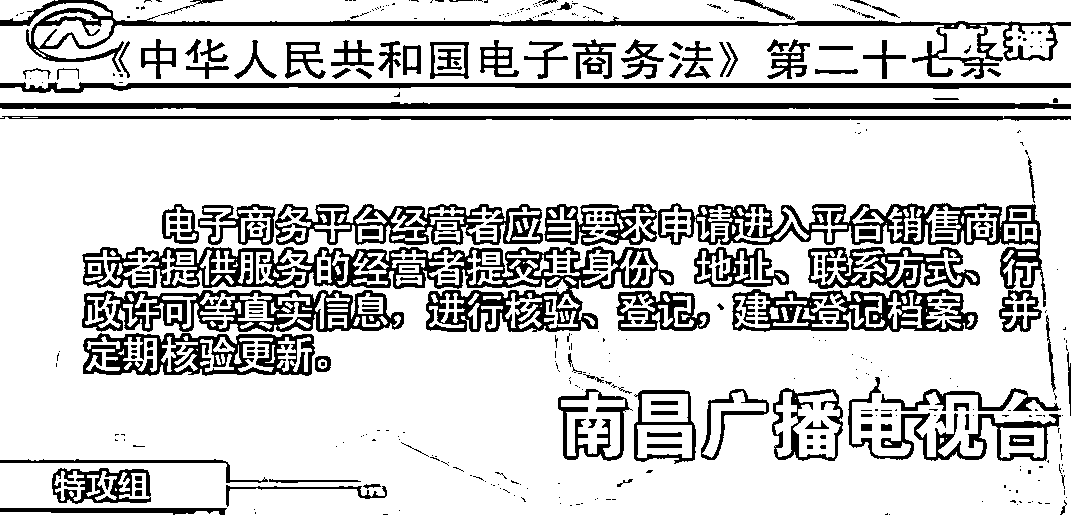 《中华人民共和国电子商务法》第二十七条
直播
南昌
电子商务平台经营者应当要求申请进入平台销售商品
或者提供服务的经营者提交其身份、地址、联系方式、行
政许可等真实信息，进行核验、登记，建立登记档案，并
定期核验更新。
南昌广播电视台
特攻组